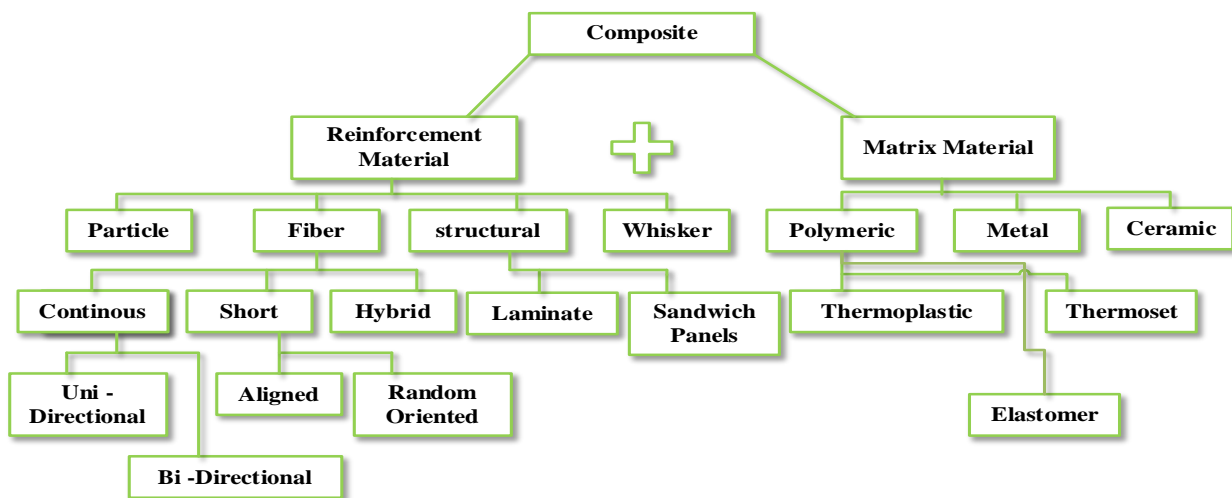 Composite
Reinforcement
Material
Matrix Material
Particle
Fiber
structural
Whisker
Polymeric
Metal
Ceramic
Continous
Short
Hybrid
Laminate
Sandwich
Panels
Thermoplastic
Thermoset
Uni -
Directional
Aligned
Random
Oriented
Elastomer
Bi -Directional